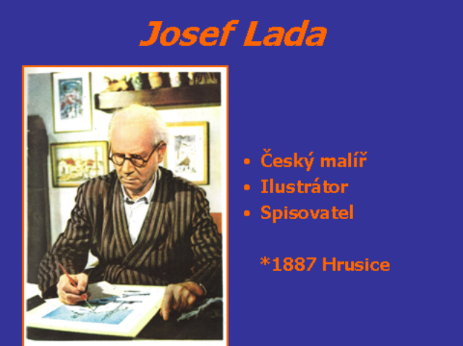 Josef Lada
• Český malíř
• Ilustrátor
• Spisovatel
*1887 Hrusice